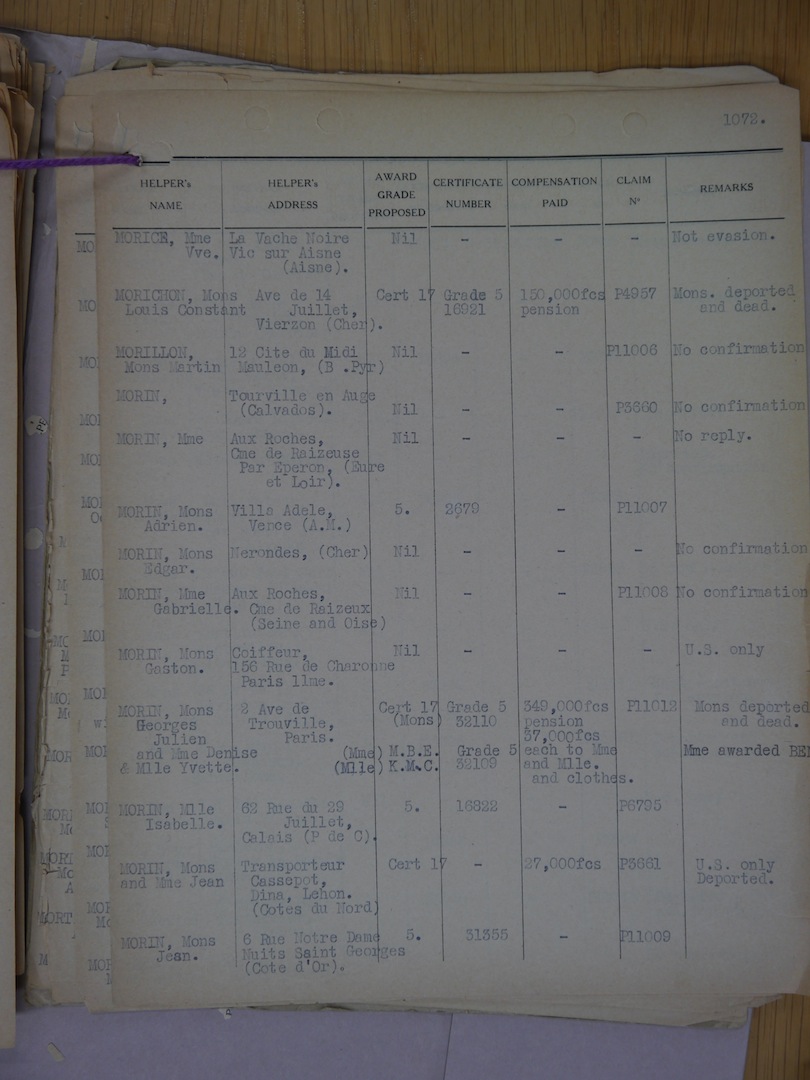 1072.
HELPER's NAME HELPER's ADDRESS AWARD GRADE PROPOSED CERTIFICATE NUMBER COMPENSATION PAID CLAIM N° REMARKS
MORICE, Mme La Vache Noire Nil - - - Not evasion.
Vve. Vic sur Aisne
(Aisne).
MORICHON, Mons Ave de 14 Cert 17 Grade 5 150,000fcs P4957 Mons. deported
Louis Constant Juillet, 16921 pension and dead.
Vierzon (Cher).
MORILLON, 12 Cite du Midi Nil - - P11006 No confirmation
Mons Martin Mauleon, (B .Pyr)
MORIN, Tourville en Auge
(Calvados). Nil - - P3660 No confirmation
MORIN, Mme Aux Roches, Nil - - - No reply.
Cme de Raizeuse
Par Eperon, (Eure
et Loir).
MORIN, Mons Villa Adele, 5. 2679 - P11007
Adrien. Vence (A.M.)
MORIN, Mons Nerondes, (Cher) Nil - - - No confirmation
Edgar.
MORIN, Mme Aux Roches, Nil - - P11008 No confirmation
Gabrielle. Cme de Raizeux
(Seine and Oise)
MORIN, Mons Coiffeur, Nil - - - U.S. only
Gaston. 156 Rue de Charonne
Paris 11me.
MORIN, Mons 2 Ave de Cert 17 Grade 5 349,000fcs P11012 Mons deported
Georges Trouville, (Mons) 32110 pension and dead.
Julien Paris. 37,000fcs
and Mme Denise (Mme) M.B.E. Grade 5 each to Mme Mme awarded BEM
& Mlle Yvette. (Mlle) K.M.C. 32109 and Mlle.
and clothes.
MORIN, Mlle 62 Rue du 29 5. 16822 - P6795
Isabelle. Juillet,
Calais (P de C).
MORIN, Mons Transporteur Cert 17 - 27,000fcs P3661 U.S. only
and Mme Jean Cassepot, Deported.
Dina, Lehon.
(Cotes du Nord)
MORIN, Mons 6 Rue Notre Dame 5. 31355 - P11009
Jean. Nuits Saint Georges
(Cote d'Or).